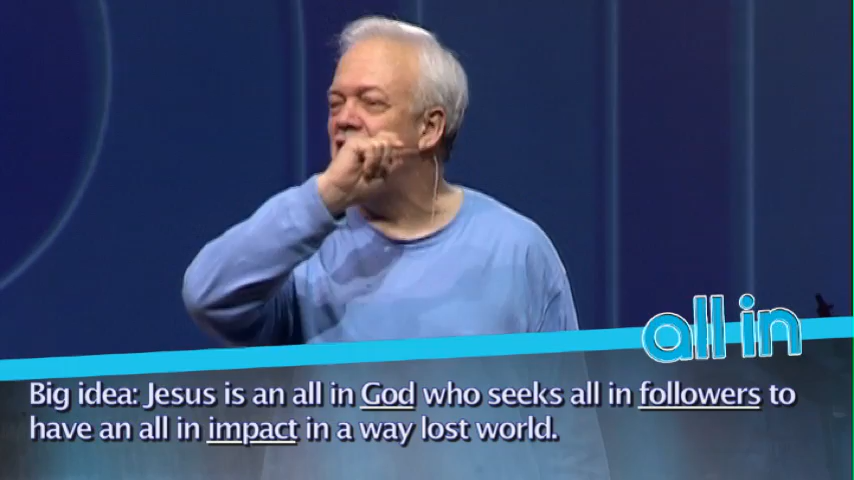 all in
Big idea: Jesus is an all in God who seeks all in followers to
have an all in impact in a way lost world.